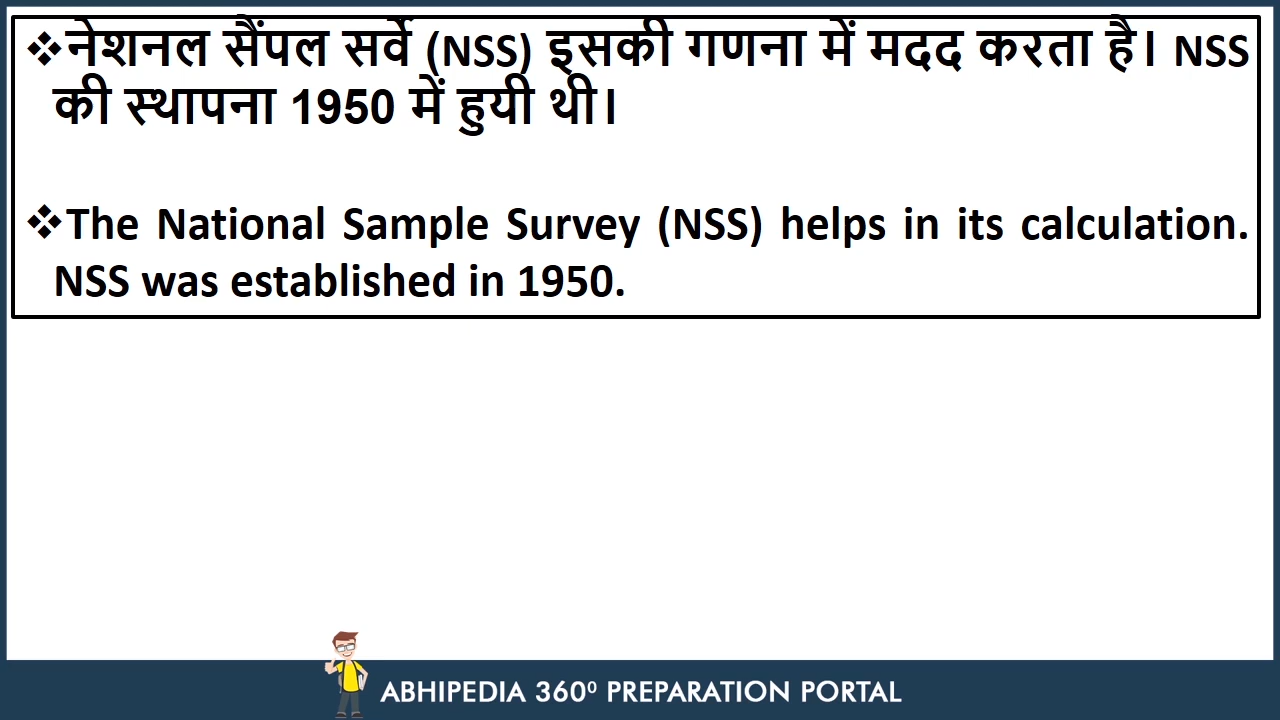 ❖नेशनल सैंपल सर्वे (NSS) इसकी गणना में मदद करता है। NSS
की स्थापना 1950 में हुयी थी।
❖The National Sample Survey (NSS) helps in its calculation.
NSS was established in 1950.
ABHIPEDIA 360⁰ PREPARATION PORTAL